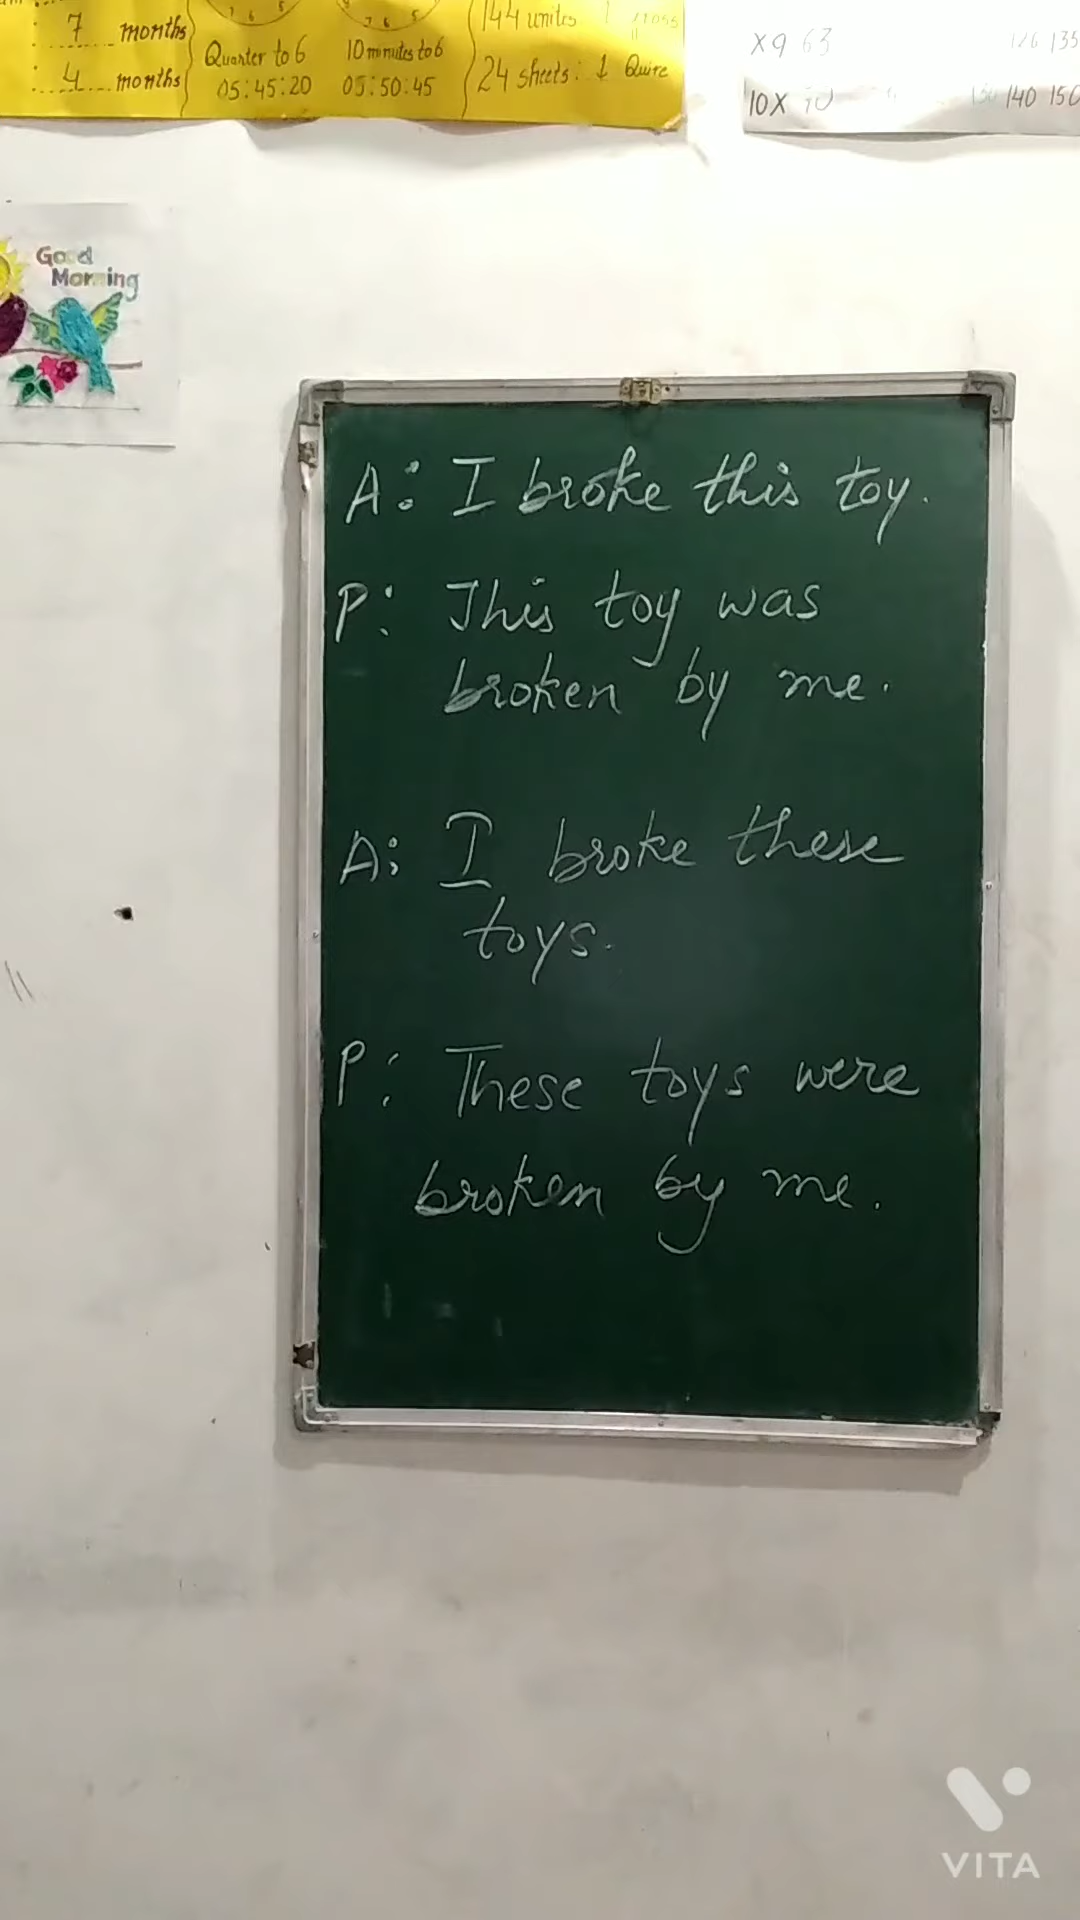 7 months
4 months
Quarter to 6
05:45:20
10 minutes to 6
05:50:45
144 units
24 sheets: 1 Quire
X9 63
126 135
10X
140 150
Good
Morning
A: I broke this toy.
P: This toy was
broken by me.
A: I broke these
toys.
P: These toys were
broken by me.
VITA